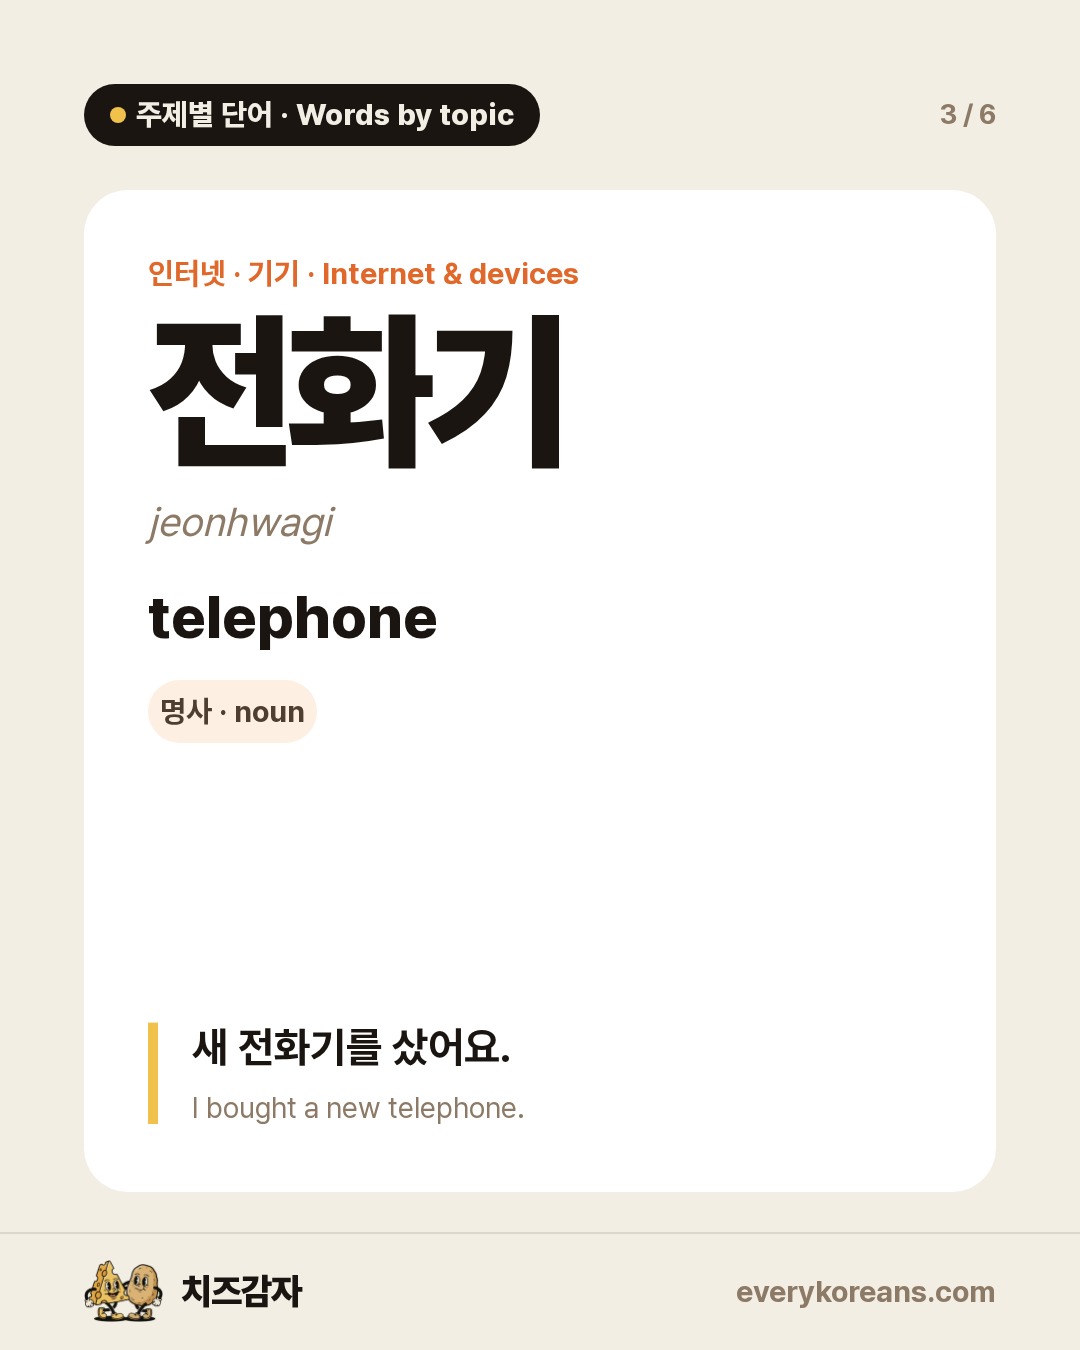 주제별 단어 · Words by topic
3 / 6
인터넷 · 기기 · Internet & devices
전화기
jeonhwagi
telephone
명사 · noun
새 전화기를 샀어요.
I bought a new telephone.
치즈감자
everykoreans.com